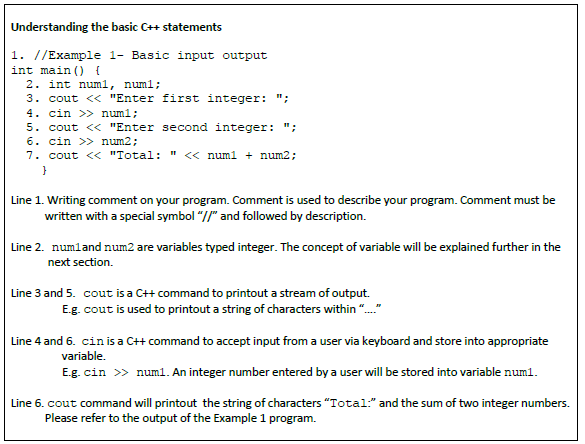 Understanding the basic C++ statements
1. //Example 1– Basic input output
int main() {
2. int num1, num1;
3. cout << "Enter first integer: ";
4. cin >> num1;
5. cout << "Enter second integer: ";
6. cin >> num2;
7. cout << "Total: " << num1 + num2;
}
Line 1. Writing comment on your program. Comment is used to describe your program. Comment must be
written with a special symbol “//” and followed by description.
Line 2. num1and num2 are variables typed integer. The concept of variable will be explained further in the
next section.
Line 3 and 5. cout is a C++ command to printout a stream of output.
E.g. cout is used to printout a string of characters within “....”
Line 4 and 6. cin is a C++ command to accept input from a user via keyboard and store into appropriate
variable.
E.g. cin >> num1. An integer number entered by a user will be stored into variable num1.
Line 6. cout command will printout the string of characters “Total:” and the sum of two integer numbers.
Please refer to the output of the Example 1 program.